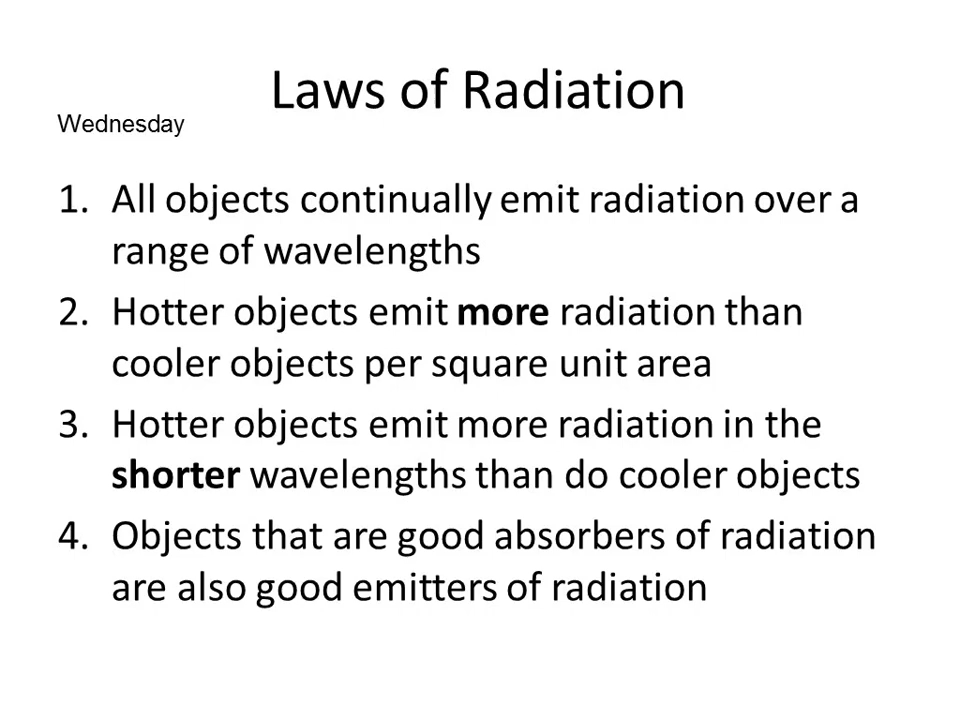 Laws of Radiation
Wednesday
1. All objects continually emit radiation over a
range of wavelengths
2. Hotter objects emit more radiation than
cooler objects per square unit area
3. Hotter objects emit more radiation in the
shorter wavelengths than do cooler objects
4. Objects that are good absorbers of radiation
are also good emitters of radiation